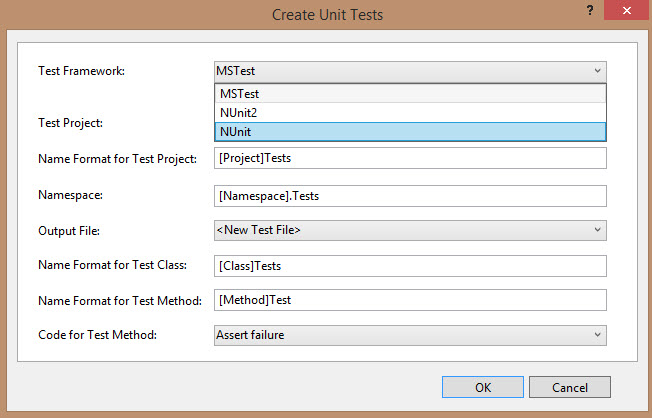 Create Unit Tests
?
Test Framework: MSTest
MSTest
NUnit2
Test Project:
NUnit
Name Format for Test Project: [Project]Tests
Namespace: [Namespace].Tests
Output File: <New Test File>
Name Format for Test Class: [Class]Tests
Name Format for Test Method: [Method]Test
Code for Test Method: Assert failure
OK Cancel